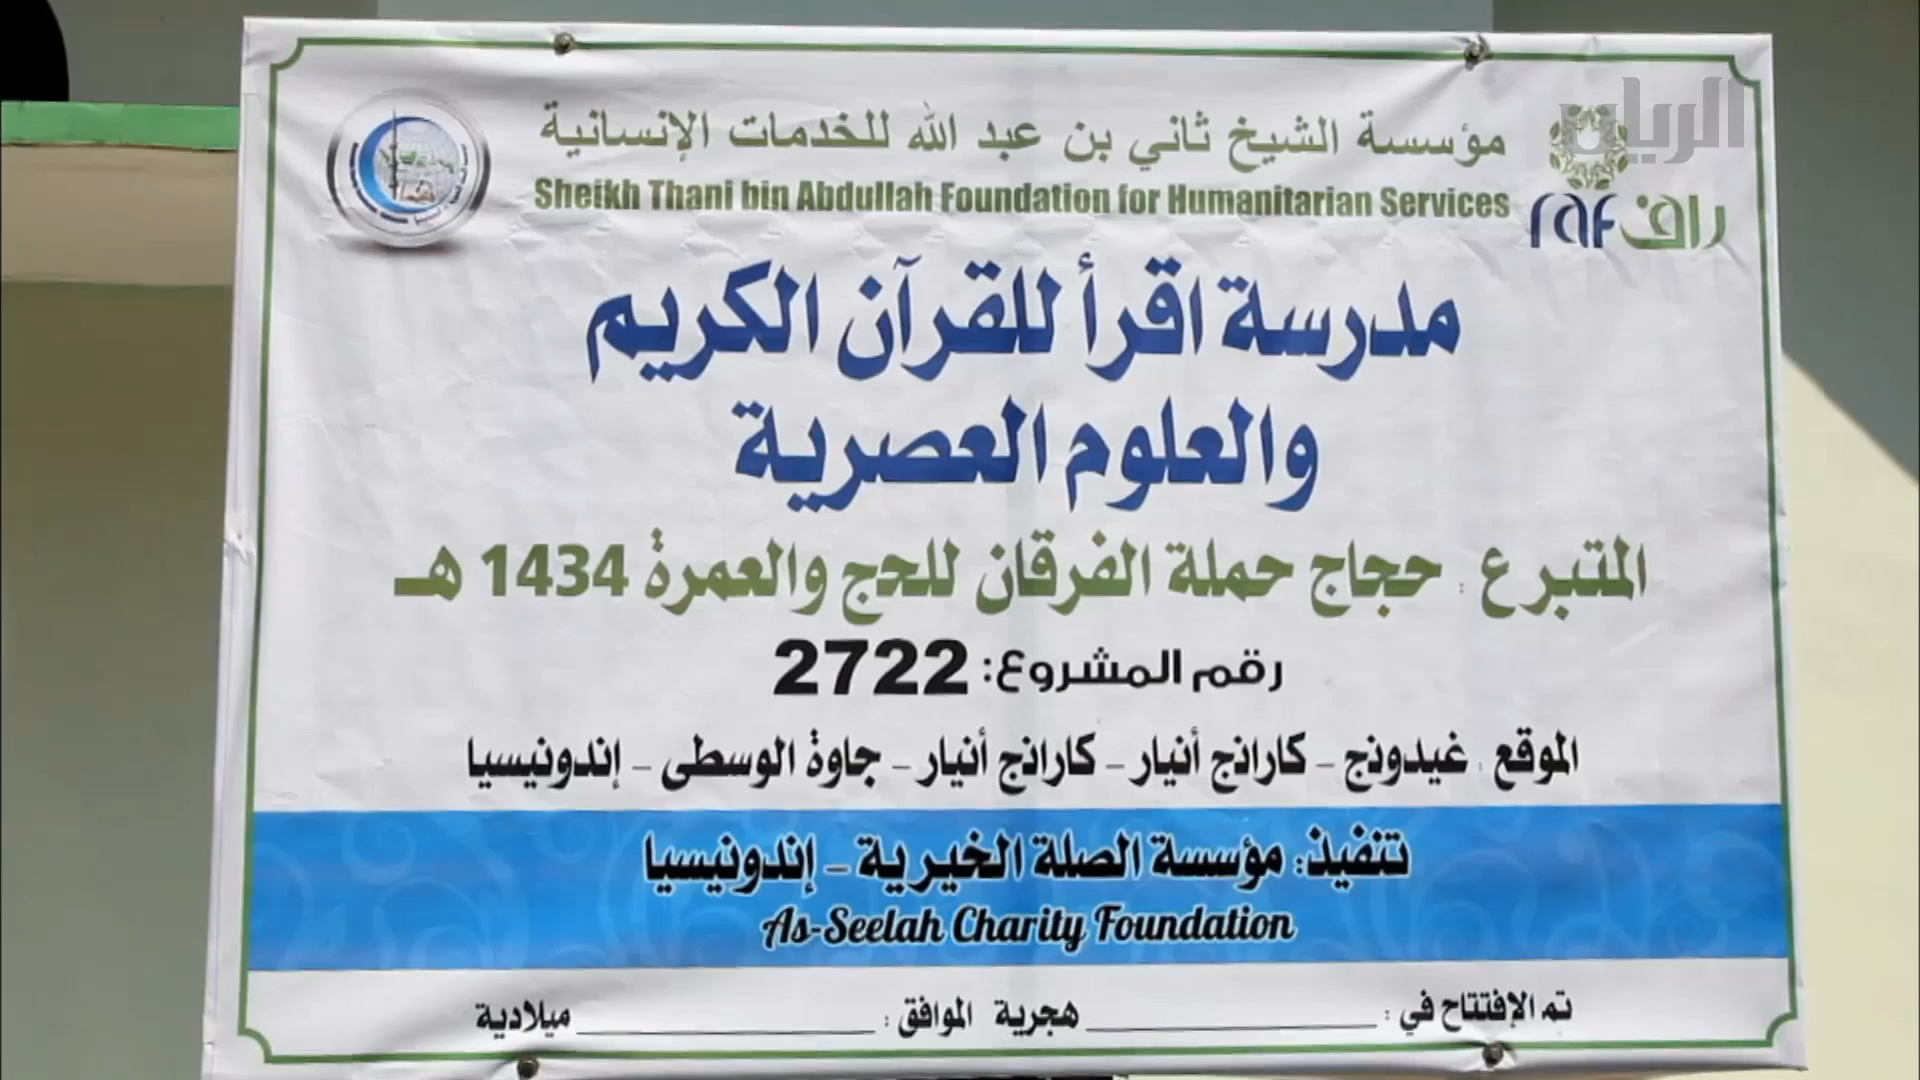 الريان
مؤسسة الشيخ ثاني بن عبد الله للخدمات الإنسانية
Sheikh Thani bin Abdullah Foundation for Humanitarian Services
raf راف
مدرسة اقرأ للقرآن الكريم
والعلوم العصرية
المتبرع : حجاج حملة الفرقان للحج والعمرة 1434 هـ
رقم المشروع: 2722
الموقع : غيدونج - كارانج أنيار - كارانج أنيار - جاوة الوسطى - إندونيسيا
تنفيذ: مؤسسة الصلة الخيرية - إندونيسيا
As-Seelah Charity Foundation
تم الإفتتاح في : ____________ هجرية الموافق : ____________ ميلادية